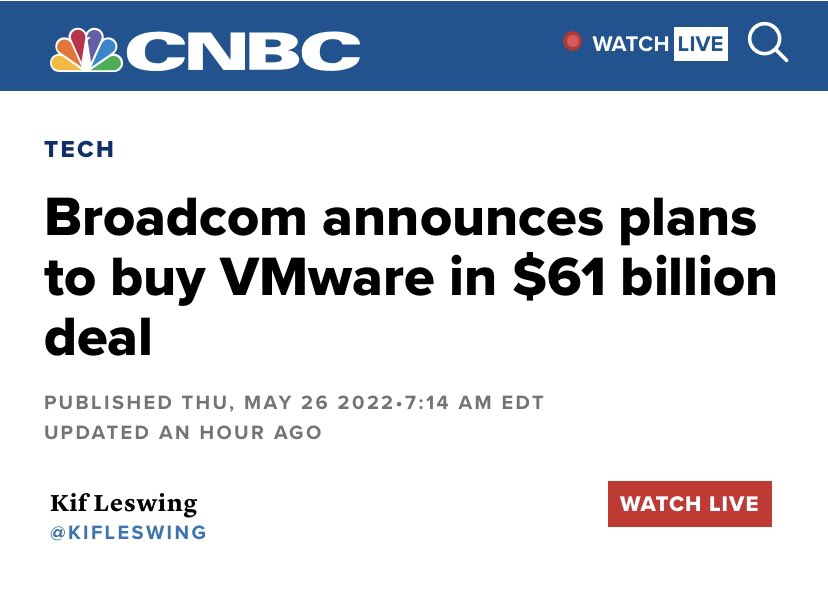 CNBC
WATCH LIVE
TECH
Broadcom announces plans
to buy VMware in $61 billion
deal
PUBLISHED THU, MAY 26 2022•7:14 AM EDT
UPDATED AN HOUR AGO
Kif Leswing
@KIFLESWING
WATCH LIVE